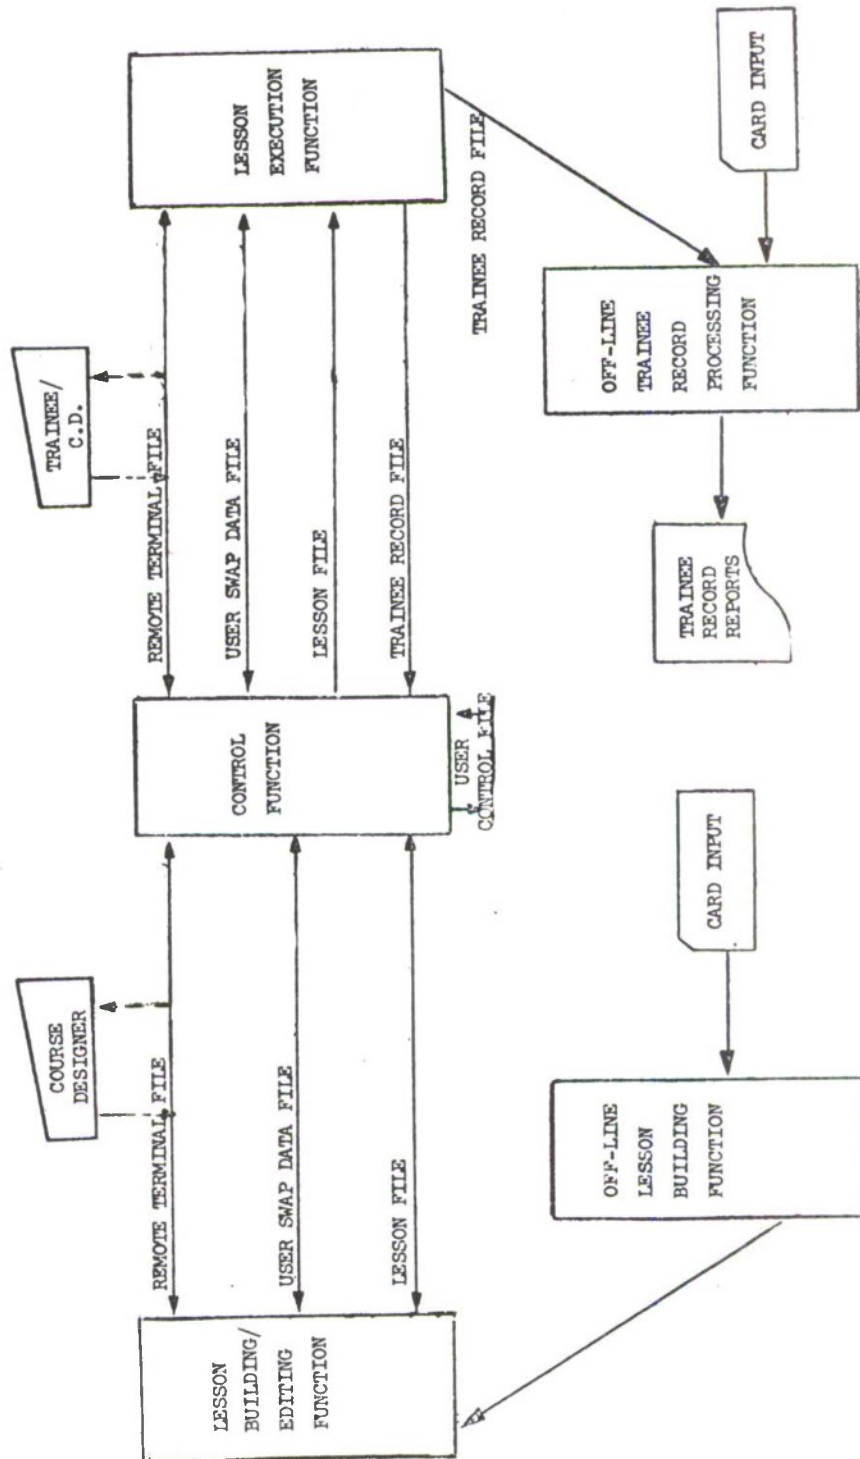 COURSE
DESIGNER
TRAINEE/
C.D.
REMOTE TERMINAL FILE
REMOTE TERMINAL FILE
LESSON
BUILDING/
EDITING
FUNCTION
USER SWAP DATA FILE
LESSON FILE
CONTROL
FUNCTION
USER SWAP DATA FILE
LESSON FILE
TRAINEE RECORD FILE
LESSON
EXECUTION
FUNCTION
USER
CONTROL FILE
TRAINEE RECORD FILE
OFF-LINE
LESSON
BUILDING
FUNCTION
CARD INPUT
TRAINEE
RECORD
REPORTS
OFF-LINE
TRAINEE
RECORD
PROCESSING
FUNCTION
CARD INPUT